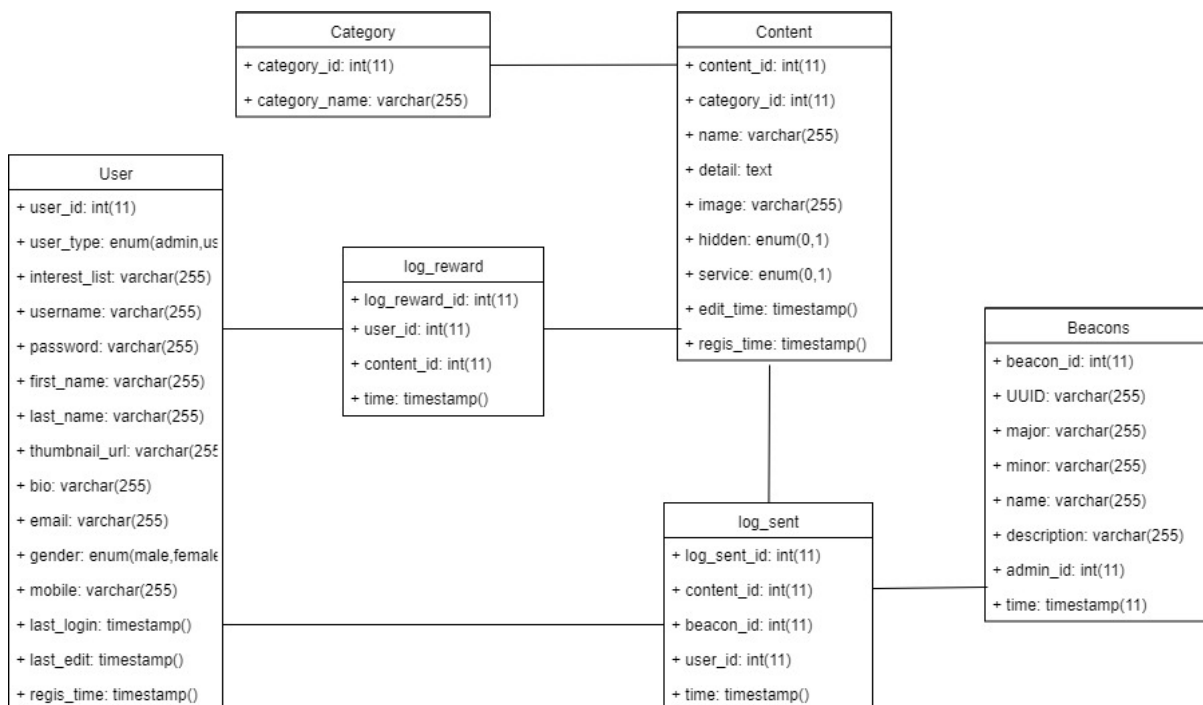 Category
+ category_id: int(11)
+ category_name: varchar(255)
Content
+ content_id: int(11)
+ category_id: int(11)
+ name: varchar(255)
+ detail: text
+ image: varchar(255)
+ hidden: enum(0,1)
+ service: enum(0,1)
+ edit_time: timestamp()
+ regis_time: timestamp()
User
+ user_id: int(11)
+ user_type: enum(admin,us
+ interest_list: varchar(255)
+ username: varchar(255)
+ password: varchar(255)
+ first_name: varchar(255)
+ last_name: varchar(255)
+ thumbnail_url: varchar(255
+ bio: varchar(255)
+ email: varchar(255)
+ gender: enum(male,female
+ mobile: varchar(255)
+ last_login: timestamp()
+ last_edit: timestamp()
+ regis_time: timestamp()
log_reward
+ log_reward_id: int(11)
+ user_id: int(11)
+ content_id: int(11)
+ time: timestamp()
Beacons
+ beacon_id: int(11)
+ UUID: varchar(255)
+ major: varchar(255)
+ minor: varchar(255)
+ name: varchar(255)
+ description: varchar(255)
+ admin_id: int(11)
+ time: timestamp(11)
log_sent
+ log_sent_id: int(11)
+ content_id: int(11)
+ beacon_id: int(11)
+ user_id: int(11)
+ time: timestamp()